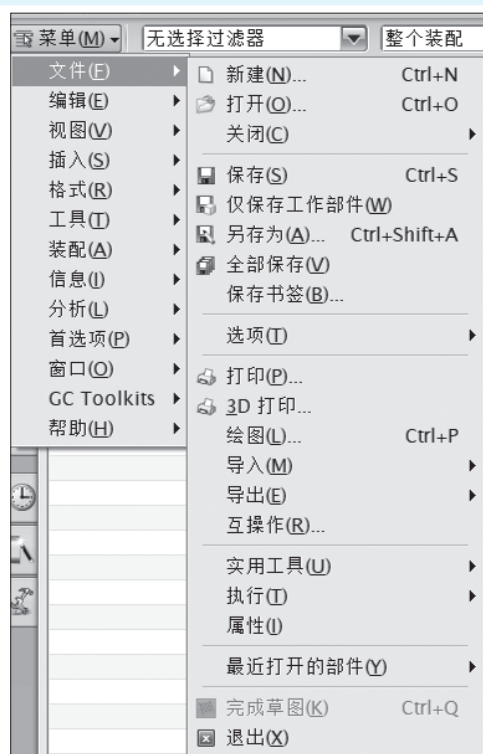 菜单(M) 无选择过滤器 整个装配
文件(F)
编辑(E)
视图(V)
插入(S)
格式(R)
工具(T)
装配(A)
信息(I)
分析(L)
首选项(P)
窗口(O)
GC Toolkits
帮助(H)
新建(N)... Ctrl+N
打开(O)... Ctrl+O
关闭(C)
保存(S) Ctrl+S
仅保存工作部件(W)
另存为(A)... Ctrl+Shift+A
全部保存(V)
保存书签(B)...
选项(T)
打印(P)...
3D 打印...
绘图(L)... Ctrl+P
导入(M)
导出(E)
互操作(R)...
实用工具(U)
执行(T)
属性(I)
最近打开的部件(Y)
完成草图(K) Ctrl+Q
退出(X)